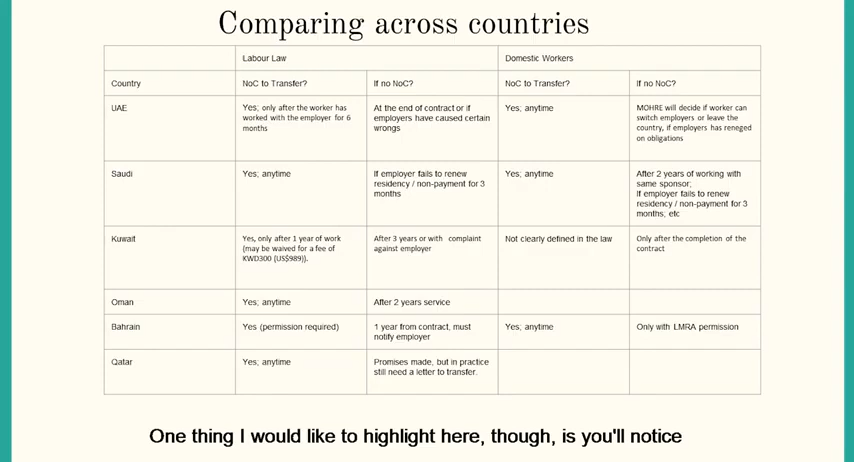 Comparing across countries
Labour Law
Domestic Workers
Country
NoC to Transfer?
If no NoC?
NoC to Transfer?
If no NoC?
UAE
Yes; only after the worker has
worked with the employer for 6
months
At the end of contract or if
employers have caused certain
wrongs
Yes; anytime
MOHRE will decide if worker can
switch employers or leave the
country, if employers has reneged
on obligations
Saudi
Yes; anytime
If employer fails to renew
residency / non-payment for 3
months
Yes; anytime
After 2 years of working with
same sponsor;
If employer fails to renew
residency / non-payment for 3
months, etc
Kuwait
Yes, only after 1 year of work
(may be waived for a fee of
KWD300 (US$989)).
After 3 years or with complaint
against employer
Not clearly defined in the law
Only after the completion of the
contract
Oman
Yes; anytime
After 2 years service
Bahrain
Yes (permission required)
1 year from contract, must
notify employer
Yes; anytime
Only with LMRA permission
Qatar
Yes; anytime
Promises made, but in practice
still need a letter to transfer.
One thing I would like to highlight here, though, is you'll notice